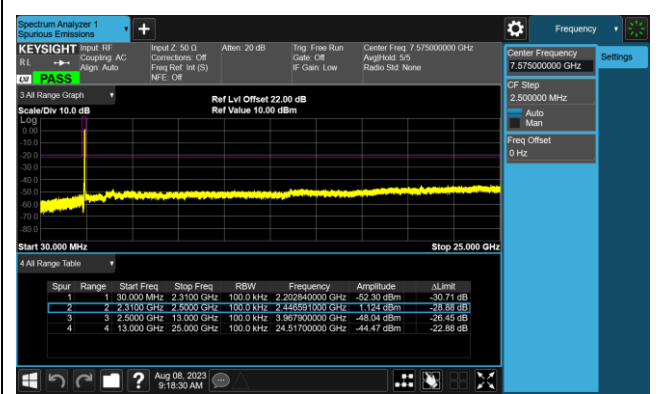 Spectrum Analyzer 1
Spurious Emissions
Frequency
KEYSIGHT Input: RF Input Z: 50 Ω Atten: 20 dB Trig: Free Run Center Freq: 7.575000000 GHz
RL Coupling: AC Corrections: Off Gate: Off Avg|Hold: 5/5
Align: Auto Freq Ref: Int (S) IF Gain: Low Radio Std: None
LXI PASS NFE: Off
Center Frequency
7.575000000 GHz
Settings
CF Step
2.500000 MHz
Auto
Man
Freq Offset
0 Hz
3 All Range Graph
Ref Lvl Offset 22.00 dB
Scale/Div 10.0 dB Ref Value 10.00 dBm
Log
0.00
-10.0
-20.0
-30.0
-40.0
-50.0
-60.0
-70.0
-80.0
Start 30.000 MHz Stop 25.000 GHz
4 All Range Table
Spur Range Start Freq Stop Freq RBW Frequency Amplitude ΔLimit
1 1 30.000 MHz 2.3100 GHz 100.0 kHz 2.202840000 GHz -52.30 dBm -30.71 dB
2 2 2.3100 GHz 2.5000 GHz 100.0 kHz 2.446591000 GHz 1.124 dBm -28.88 dB
3 3 2.5000 GHz 13.000 GHz 100.0 kHz 3.967900000 GHz -48.04 dBm -26.45 dB
4 4 13.000 GHz 25.000 GHz 100.0 kHz 24.51700000 GHz -44.47 dBm -22.88 dB
? Aug 08, 2023
9:18:30 AM